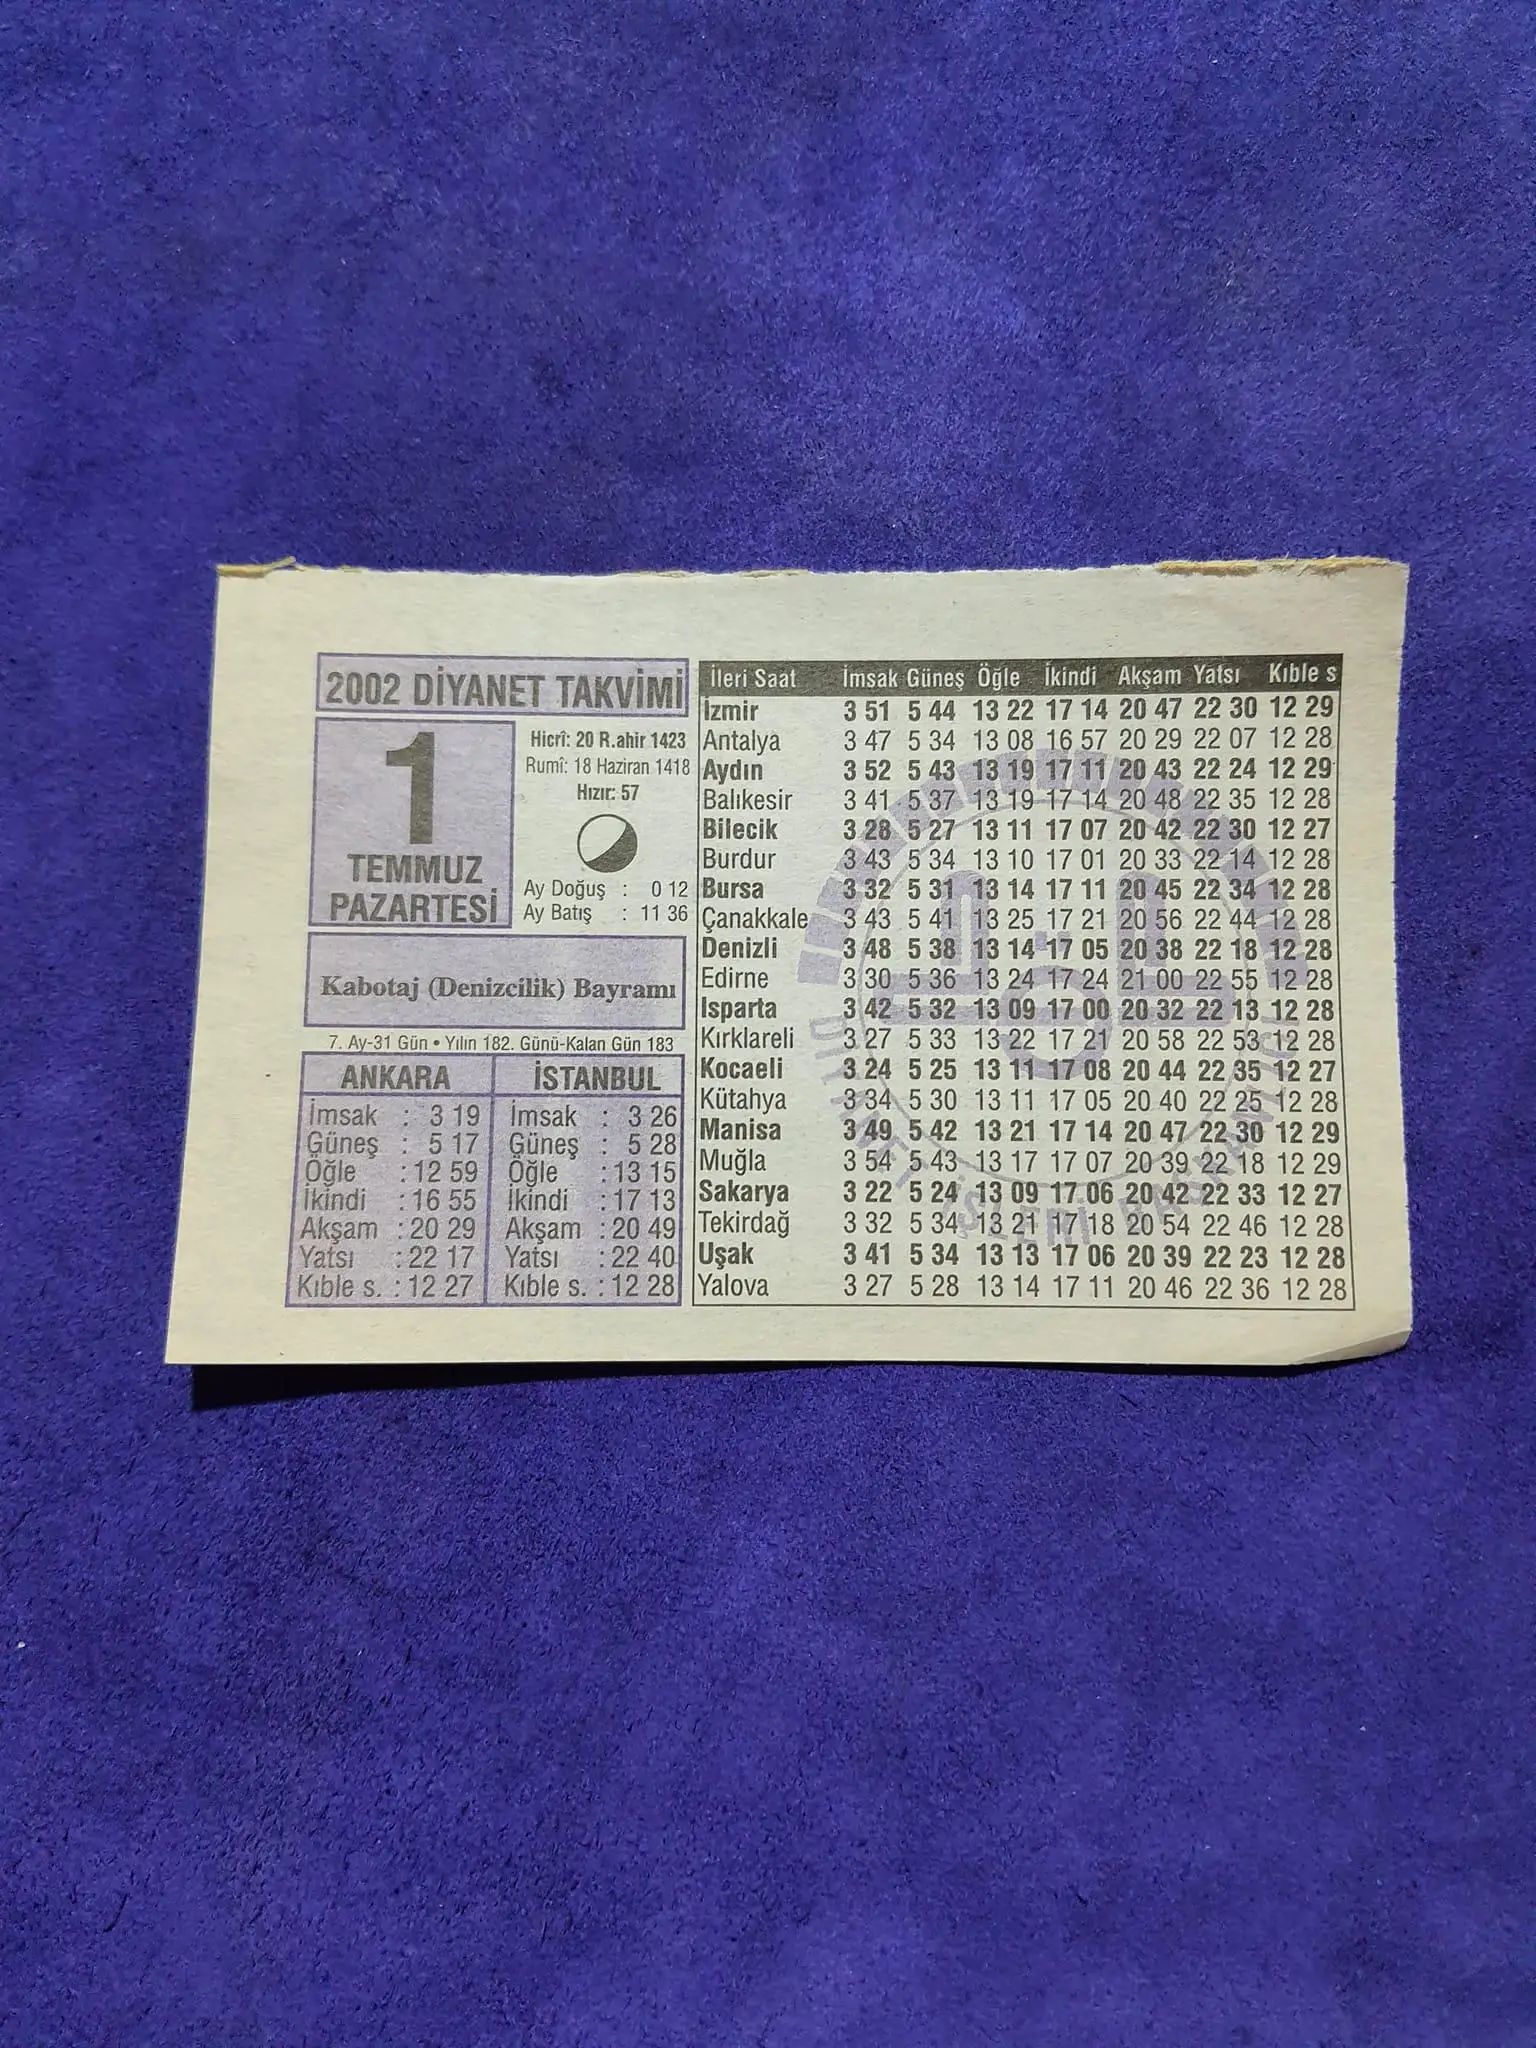 2002 DİYANET TAKVİMİ
1
TEMMUZ
PAZARTESİ
Hicrî: 20 R.ahir 1423
Rumî: 18 Haziran 1418
Hızır: 57
Ay Doğuş : 0 12
Ay Batış : 11 36
Kabotaj (Denizcilik) Bayramı
7. Ay-31 Gün • Yılın 182. Günü-Kalan Gün 183
ANKARA
İmsak : 3 19
Güneş : 5 17
Öğle : 12 59
İkindi : 16 55
Akşam : 20 29
Yatsı : 22 17
Kıble s. : 12 27
İSTANBUL
İmsak : 3 26
Güneş : 5 28
Öğle : 13 15
İkindi : 17 13
Akşam : 20 49
Yatsı : 22 40
Kıble s. : 12 28
İleri Saat İmsak Güneş Öğle İkindi Akşam Yatsı Kıble s
İzmir 3 51 5 44 13 22 17 14 20 47 22 30 12 29
Antalya 3 47 5 34 13 08 16 57 20 29 22 07 12 28
Aydın 3 52 5 43 13 19 17 11 20 43 22 24 12 29
Balıkesir 3 41 5 37 13 19 17 14 20 48 22 35 12 28
Bilecik 3 28 5 27 13 11 17 07 20 42 22 30 12 27
Burdur 3 43 5 34 13 10 17 01 20 33 22 14 12 28
Bursa 3 32 5 31 13 14 17 11 20 45 22 34 12 28
Çanakkale 3 43 5 41 13 25 17 21 20 56 22 44 12 28
Denizli 3 48 5 38 13 14 17 05 20 38 22 18 12 28
Edirne 3 30 5 36 13 24 17 24 21 00 22 55 12 28
Isparta 3 42 5 32 13 09 17 00 20 32 22 13 12 28
Kırklareli 3 27 5 33 13 22 17 21 20 58 22 53 12 28
Kocaeli 3 24 5 25 13 11 17 08 20 44 22 35 12 27
Kütahya 3 34 5 30 13 11 17 05 20 40 22 25 12 28
Manisa 3 49 5 42 13 21 17 14 20 47 22 30 12 29
Muğla 3 54 5 43 13 17 17 07 20 39 22 18 12 29
Sakarya 3 22 5 24 13 09 17 06 20 42 22 33 12 27
Tekirdağ 3 32 5 34 13 21 17 18 20 54 22 46 12 28
Uşak 3 41 5 34 13 13 17 06 20 39 22 23 12 28
Yalova 3 27 5 28 13 14 17 11 20 46 22 36 12 28
DİYANET İŞLERİ BAŞKANLIĞI